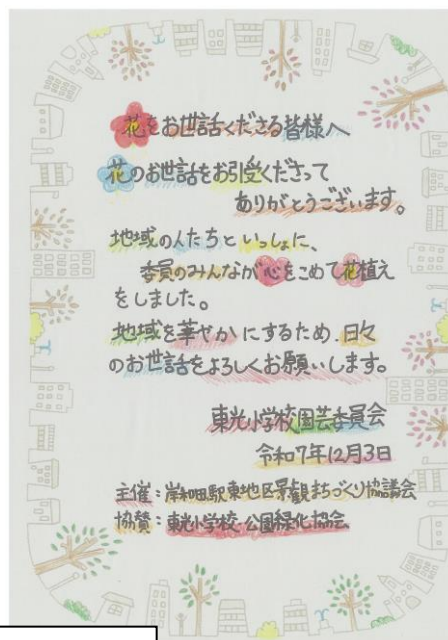 花をお世話くださる皆様へ
花のお世話をお引受くださって
ありがとうございます。
地域の人たちといっしょに、
委員のみんなが心をこめて花植え
をしました。
地域を華やかにするため、日々
のお世話をよろしくお願いします。
東光小学校園芸委員会
令和7年12月3日
主催：岸和田駅東地区景観まちづくり協議会
協賛：東光小学校・公園緑化協会